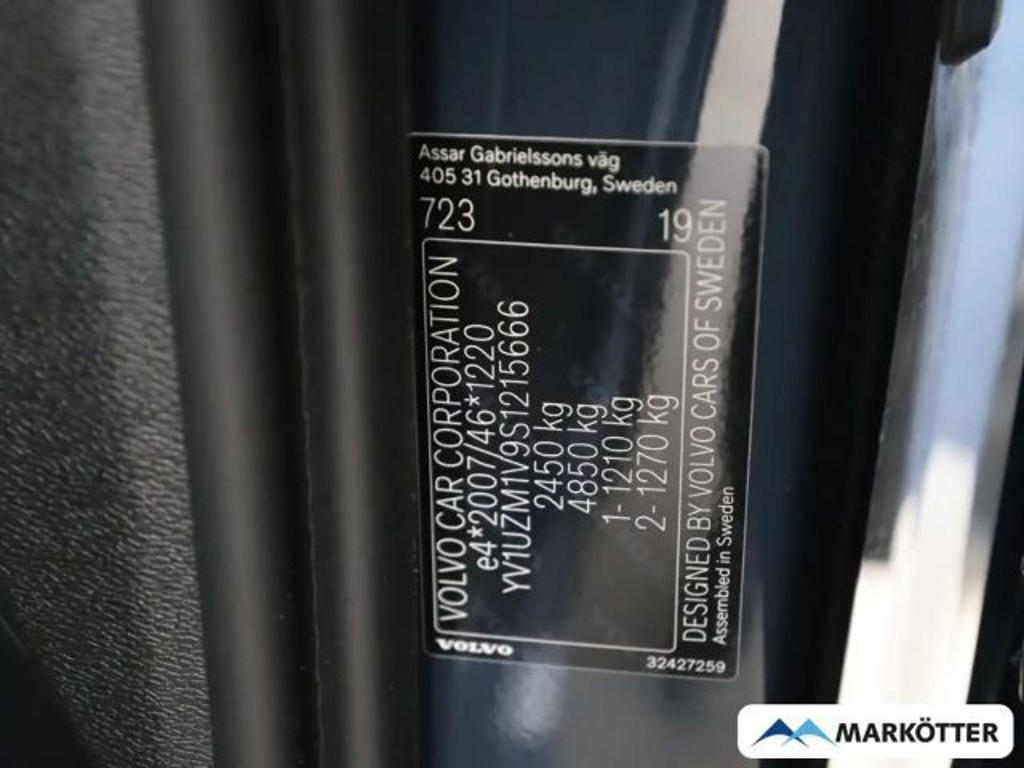 Assar Gabrielssons väg
405 31 Gothenburg, Sweden
723 19
VOLVO CAR CORPORATION
e4*2007/46*1220
YV1UZM1V9S1215666
2450 kg
4850 kg
1- 1210 kg
2- 1270 kg
DESIGNED BY VOLVO CARS OF SWEDEN
Assembled in Sweden
VOLVO
32427259
MARKÖTTER